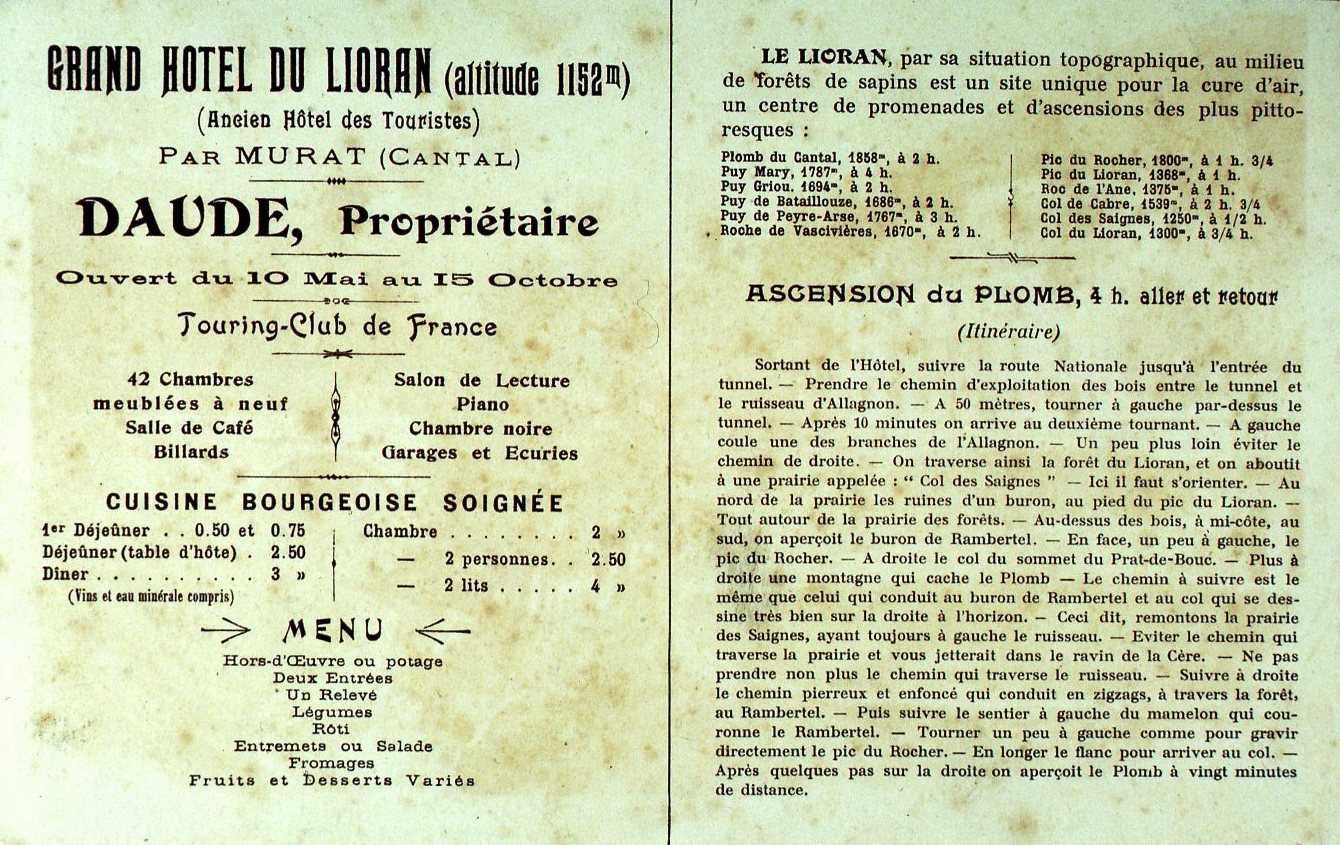 GRAND HOTEL DU LIORAN (altitude 1152m)
(Ancien Hôtel des Touristes)
PAR MURAT (CANTAL)
DAUDE, Propriétaire
Ouvert du 10 Mai au 15 Octobre
Touring-Club de France
42 Chambres
meublées à neuf
Salle de Café
Billards
Salon de Lecture
Piano
Chambre noire
Garages et Ecuries
CUISINE BOURGEOISE SOIGNÉE
1er Déjeûner . . 0.50 et 0.75
Déjeûner (table d'hôte) . 2.50
Dîner . . . . . . . . . . 3 »
(Vins et eau minérale compris)
Chambre . . . . . . . . 2 »
— 2 personnes. . 2.50
— 2 lits . . . . . 4 »
MENU
Hors-d'Œuvre ou potage
Deux Entrées
Un Relevé
Légumes
Rôti
Entremets ou Salade
Fromages
Fruits et Desserts Variés
LE LIORAN, par sa situation topographique, au milieu
de forêts de sapins est un site unique pour la cure d'air,
un centre de promenades et d'ascensions des plus pitto-
resques :
Plomb du Cantal, 1858m, à 2 h.
Puy Mary, 1787m, à 4 h.
Puy Griou. 1694m, à 2 h.
Puy de Bataillouze, 1686m, à 2 h.
Puy de Peyre-Arse, 1767m, à 3 h.
Roche de Vascivières, 1670m, à 2 h.
Pic du Rocher, 1800m, à 1 h. 3/4
Pic du Lioran, 1368m, à 1 h.
Roc de l'Ane, 1375m, à 1 h.
Col de Cabre, 1539m, à 2 h. 3/4
Col des Saignes, 1250m, à 1/2 h.
Col du Lioran, 1300m, à 3/4 h.
ASCENSION du PLOMB, 4 h. aller et retour
(Itinéraire)
Sortant de l'Hôtel, suivre la route Nationale jusqu'à l'entrée du
tunnel. — Prendre le chemin d'exploitation des bois entre le tunnel et
le ruisseau d'Allagnon. — A 50 mètres, tourner à gauche par-dessus le
tunnel. — Après 10 minutes on arrive au deuxième tournant. — A gauche
coule une des branches de l'Allagnon. — Un peu plus loin éviter le
chemin de droite. — On traverse ainsi la forêt du Lioran, et on aboutit
à une prairie appelée : “ Col des Saignes ” — Ici il faut s'orienter. — Au
nord de la prairie les ruines d'un buron, au pied du pic du Lioran. —
Tout autour de la prairie des forêts. — Au-dessus des bois, à mi-côte, au
sud, on aperçoit le buron de Rambertel. — En face, un peu à gauche, le
pic du Rocher. — A droite le col du sommet du Prat-de-Bouc. — Plus à
droite une montagne qui cache le Plomb — Le chemin à suivre est le
même que celui qui conduit au buron de Rambertel et au col qui se des-
sine très bien sur la droite à l'horizon. — Ceci dit, remontons la prairie
des Saignes, ayant toujours à gauche le ruisseau. — Eviter le chemin qui
traverse la prairie et vous jetterait dans le ravin de la Cère. — Ne pas
prendre non plus le chemin qui traverse le ruisseau. — Suivre à droite
le chemin pierreux et enfoncé qui conduit en zigzags, à travers la forêt,
au Rambertel. — Puis suivre le sentier à gauche du mamelon qui cou-
ronne le Rambertel. — Tourner un peu à gauche comme pour gravir
directement le pic du Rocher. — En longer le flanc pour arriver au col. —
Après quelques pas sur la droite on aperçoit le Plomb à vingt minutes
de distance.